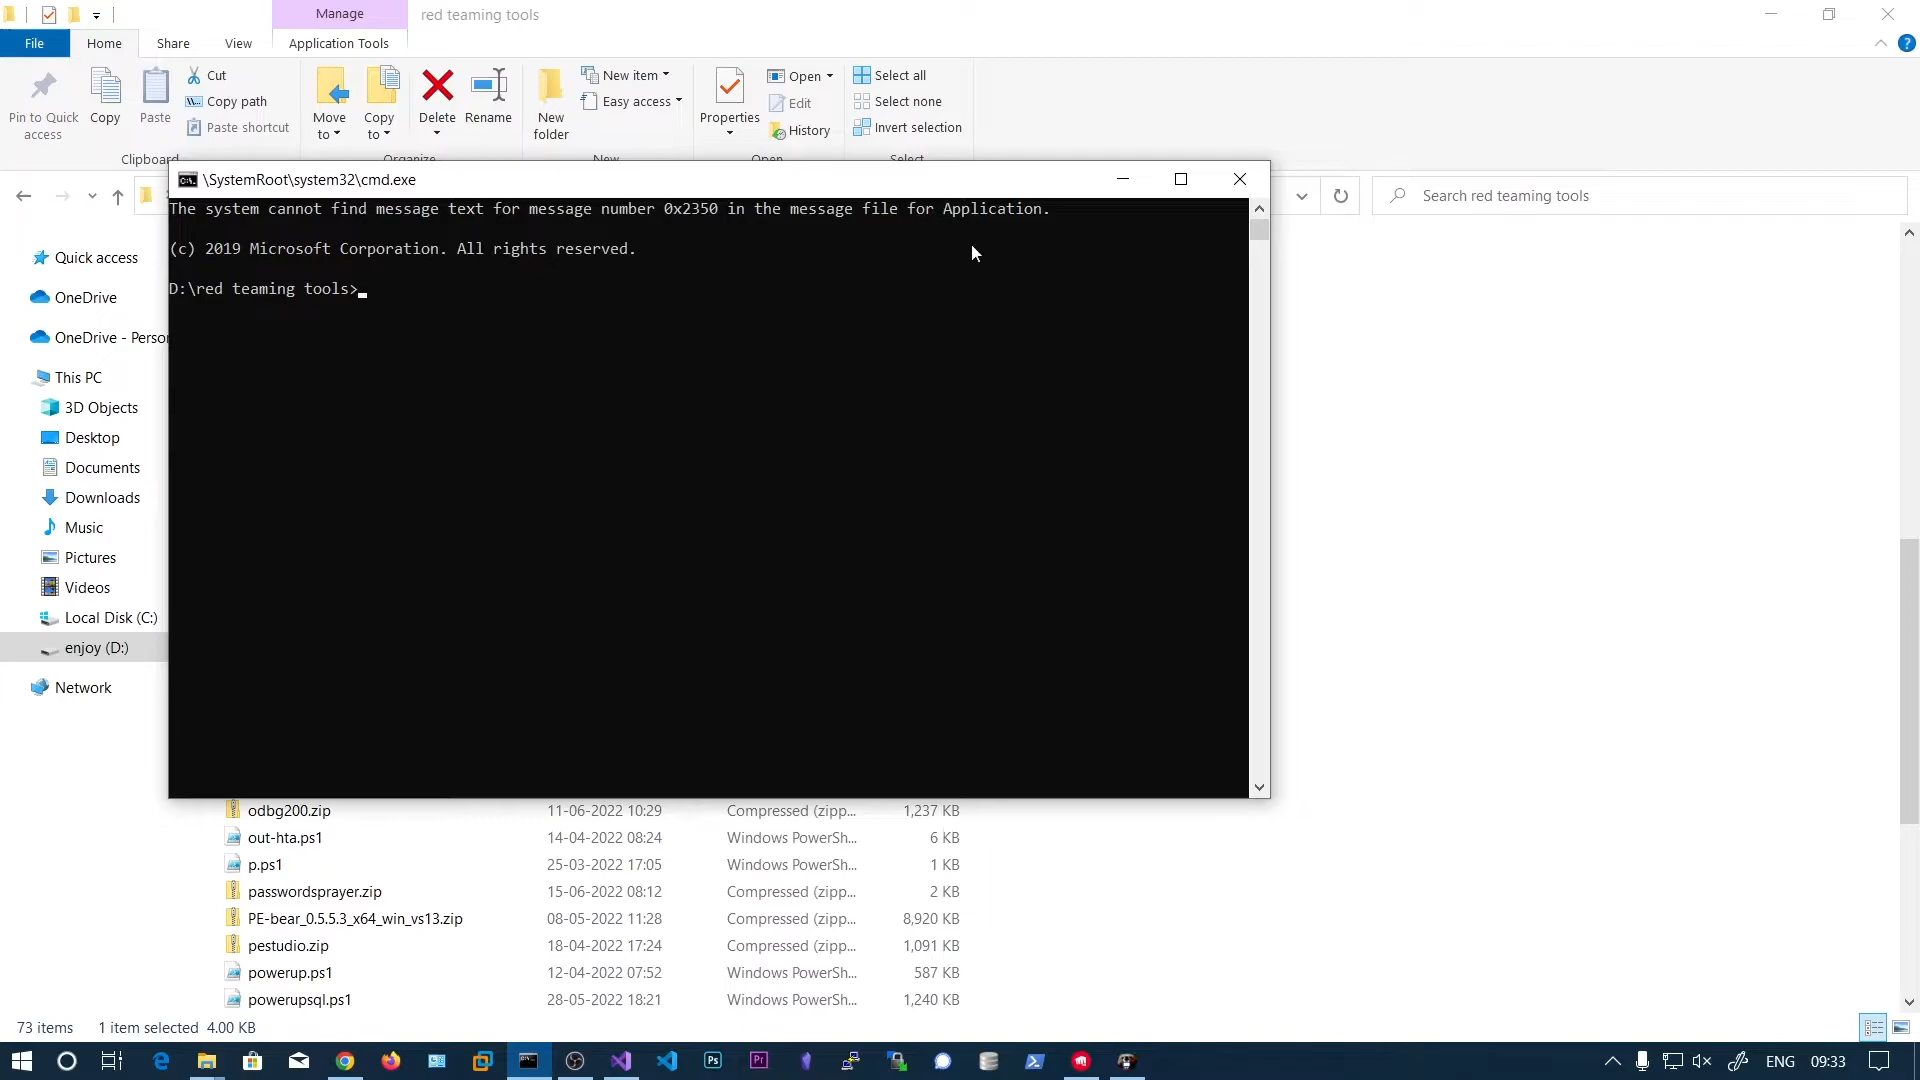 Manage
red teaming tools
File
Home
Share
View
Application Tools
Pin to Quick access
Copy
Paste
Cut
Copy path
Paste shortcut
Clipboard
Move to
Copy to
Delete
Rename
Organize
New folder
New item
Easy access
New
Properties
Open
Edit
History
Open
Select all
Select none
Invert selection
Select
\SystemRoot\system32\cmd.exe
Search red teaming tools
The system cannot find message text for message number 0x2350 in the message file for Application.
(c) 2019 Microsoft Corporation. All rights reserved.
D:\red teaming tools>
Quick access
OneDrive
OneDrive - Person
This PC
3D Objects
Desktop
Documents
Downloads
Music
Pictures
Videos
Local Disk (C:)
enjoy (D:)
Network
odbg200.zip 11-06-2022 10:29 Compressed (zipp... 1,237 KB
out-hta.ps1 14-04-2022 08:24 Windows PowerSh... 6 KB
p.ps1 25-03-2022 17:05 Windows PowerSh... 1 KB
passwordsprayer.zip 15-06-2022 08:12 Compressed (zipp... 2 KB
PE-bear_0.5.5.3_x64_win_vs13.zip 08-05-2022 11:28 Compressed (zipp... 8,920 KB
pestudio.zip 18-04-2022 17:24 Compressed (zipp... 1,091 KB
powerup.ps1 12-04-2022 07:52 Windows PowerSh... 587 KB
powerupsql.ps1 28-05-2022 18:21 Windows PowerSh... 1,240 KB
73 items 1 item selected 4.00 KB
Ps
Pr
ENG 09:33